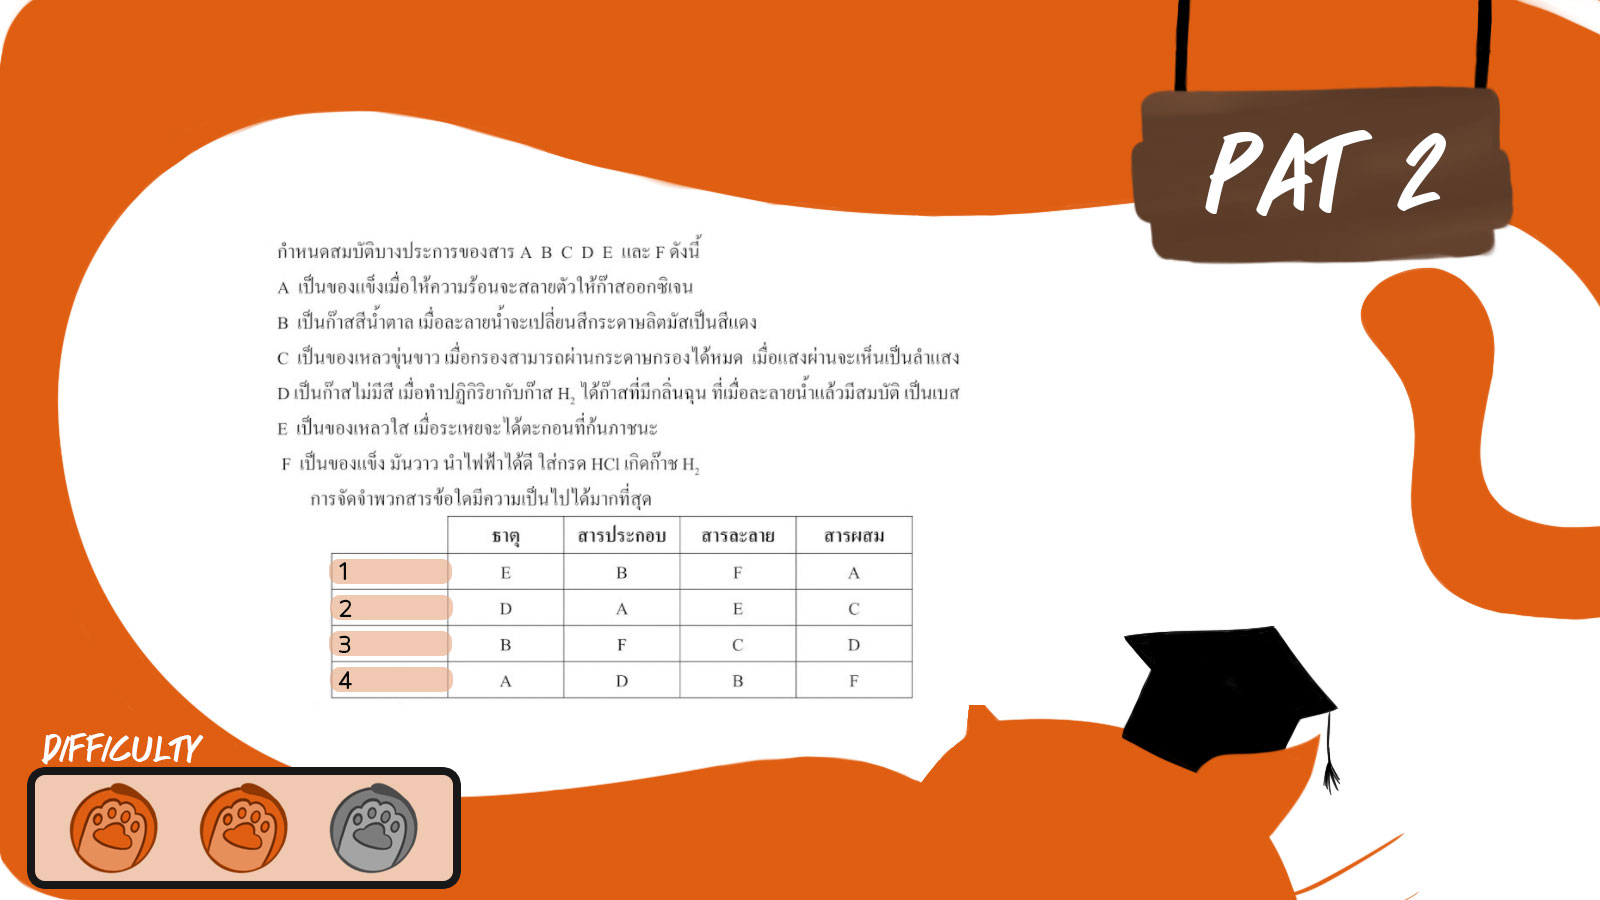 PAT 2
กำหนดสมบัติบางประการของสาร A B C D E และ F ดังนี้
A เป็นของแข็งเมื่อให้ความร้อนจะสลายตัวให้ก๊าสออกซิเจน
B เป็นก๊าสสีน้ำตาล เมื่อละลายน้ำจะเปลี่ยนสีกระดาษลิตมัสเป็นสีแดง
C เป็นของเหลวขุ่นขาว เมื่อกรองสามารถผ่านกระดาษกรองได้หมด เมื่อแสงผ่านจะเห็นเป็นลำแสง
D เป็นก๊าสไม่มีสี เมื่อทำปฏิกิริยากับก๊าส H₂ ได้ก๊าสที่มีกลิ่นฉุน ที่เมื่อละลายน้ำแล้วมีสมบัติ เป็นเบส
E เป็นของเหลวใส เมื่อระเหยจะได้ตะกอนที่ก้นภาชนะ
F เป็นของแข็ง มันวาว นำไฟฟ้าได้ดี ใส่กรด HCl เกิดก๊าซ H₂
การจัดจำพวกสารข้อใดมีความเป็นไปได้มากที่สุด
ธาตุ สารประกอบ สารละลาย สารผสม
1 E B F A
2 D A E C
3 B F C D
4 A D B F
DIFFICULTY